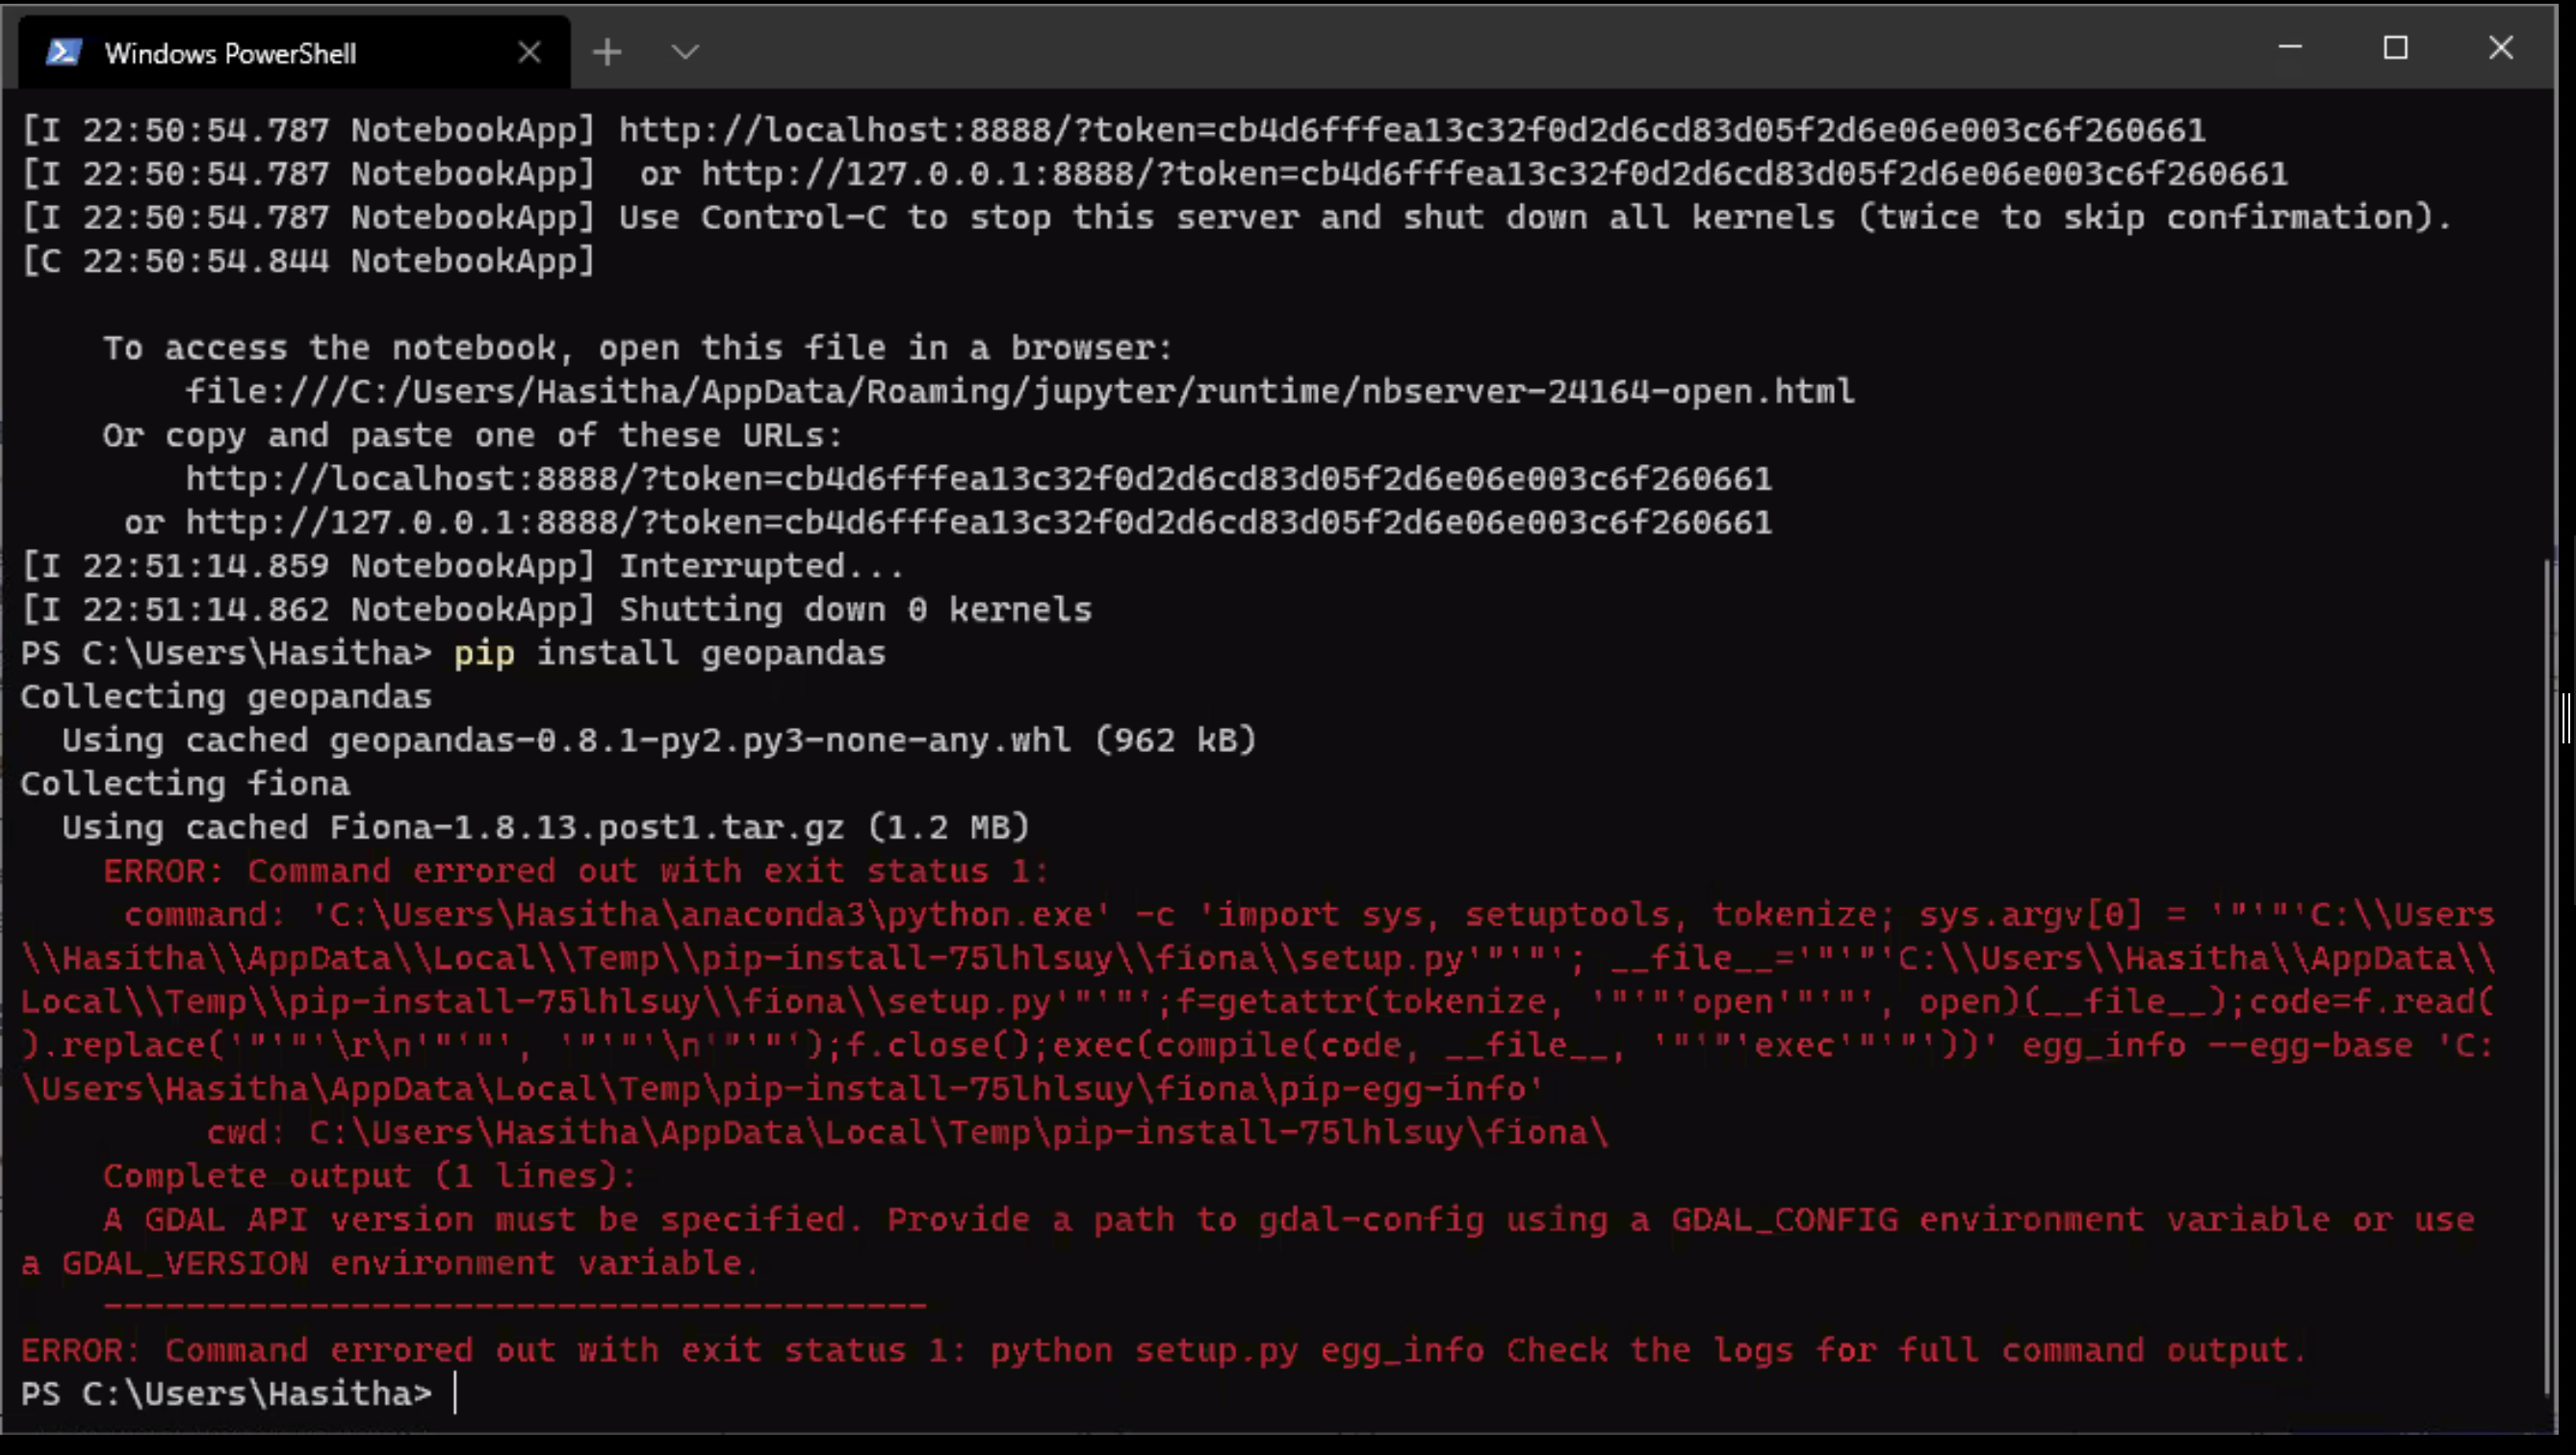 Windows PowerShell
[I 22:50:54.787 NotebookApp] http://localhost:8888/?token=cb4d6fffea13c32f0d2d6cd83d05f2d6e06e003c6f260661
[I 22:50:54.787 NotebookApp]  or http://127.0.0.1:8888/?token=cb4d6fffea13c32f0d2d6cd83d05f2d6e06e003c6f260661
[I 22:50:54.787 NotebookApp] Use Control-C to stop this server and shut down all kernels (twice to skip confirmation).
[C 22:50:54.844 NotebookApp]
To access the notebook, open this file in a browser:
file:///C:/Users/Hasitha/AppData/Roaming/jupyter/runtime/nbserver-24164-open.html
Or copy and paste one of these URLs:
http://localhost:8888/?token=cb4d6fffea13c32f0d2d6cd83d05f2d6e06e003c6f260661
or http://127.0.0.1:8888/?token=cb4d6fffea13c32f0d2d6cd83d05f2d6e06e003c6f260661
[I 22:51:14.859 NotebookApp] Interrupted...
[I 22:51:14.862 NotebookApp] Shutting down 0 kernels
PS C:\Users\Hasitha> pip install geopandas
Collecting geopandas
Using cached geopandas-0.8.1-py2.py3-none-any.whl (962 kB)
Collecting fiona
Using cached Fiona-1.8.13.post1.tar.gz (1.2 MB)
ERROR: Command errored out with exit status 1:
command: 'C:\Users\Hasitha\anaconda3\python.exe' -c 'import sys, setuptools, tokenize; sys.argv[0] = '"'"'C:\\Users
\\Hasitha\\AppData\\Local\\Temp\\pip-install-75lhlsuy\\fiona\\setup.py'"'"'; __file__='"'"'C:\\Users\\Hasitha\\AppData\\
Local\\Temp\\pip-install-75lhlsuy\\fiona\\setup.py'"'"';f=getattr(tokenize, '"'"'open'"'"', open)(__file__);code=f.read(
).replace('"'"'\r\n'"'"', '"'"'\n'"'"');f.close();exec(compile(code, __file__, '"'"'exec'"'"'))' egg_info --egg-base 'C:
\Users\Hasitha\AppData\Local\Temp\pip-install-75lhlsuy\fiona\pip-egg-info'
cwd: C:\Users\Hasitha\AppData\Local\Temp\pip-install-75lhlsuy\fiona\
Complete output (1 lines):
A GDAL API version must be specified. Provide a path to gdal-config using a GDAL_CONFIG environment variable or use
a GDAL_VERSION environment variable.
----------------------------------------
ERROR: Command errored out with exit status 1: python setup.py egg_info Check the logs for full command output.
PS C:\Users\Hasitha>